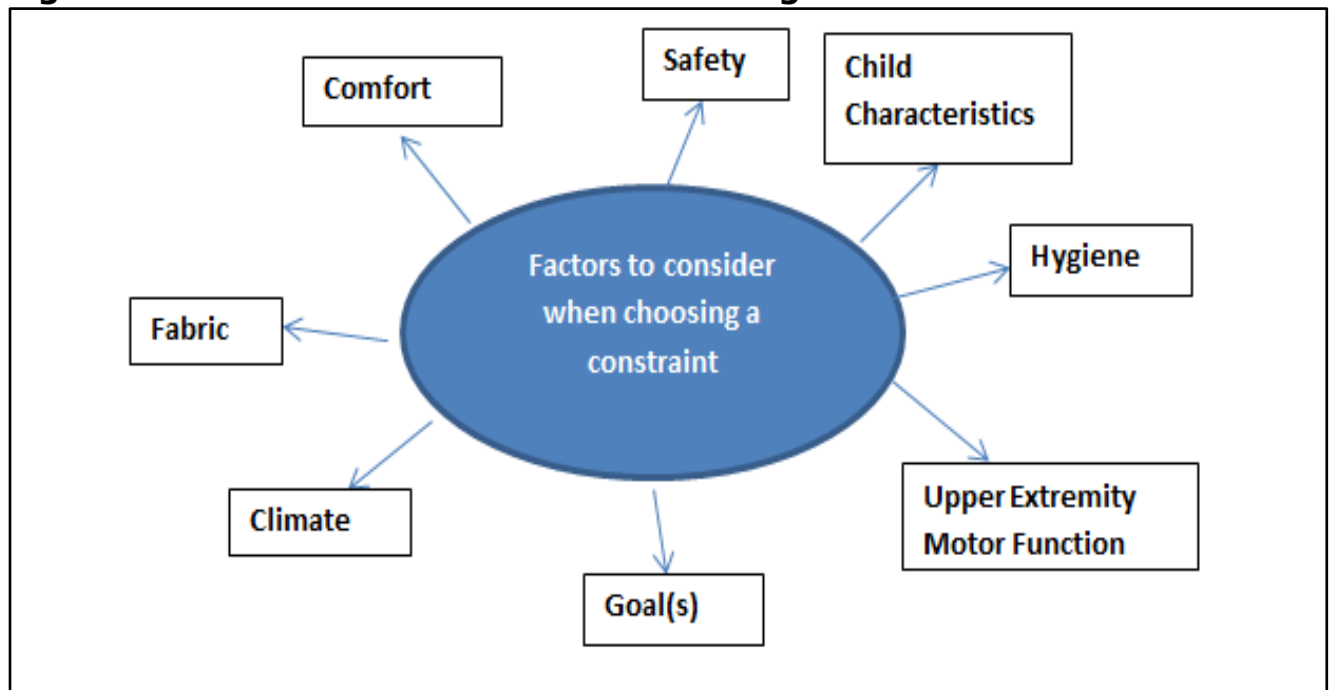 Safety
Child
Characteristics
Comfort
Hygiene
Factors to consider
when choosing a
constraint
Fabric
Upper Extremity
Motor Function
Climate
Goal(s)